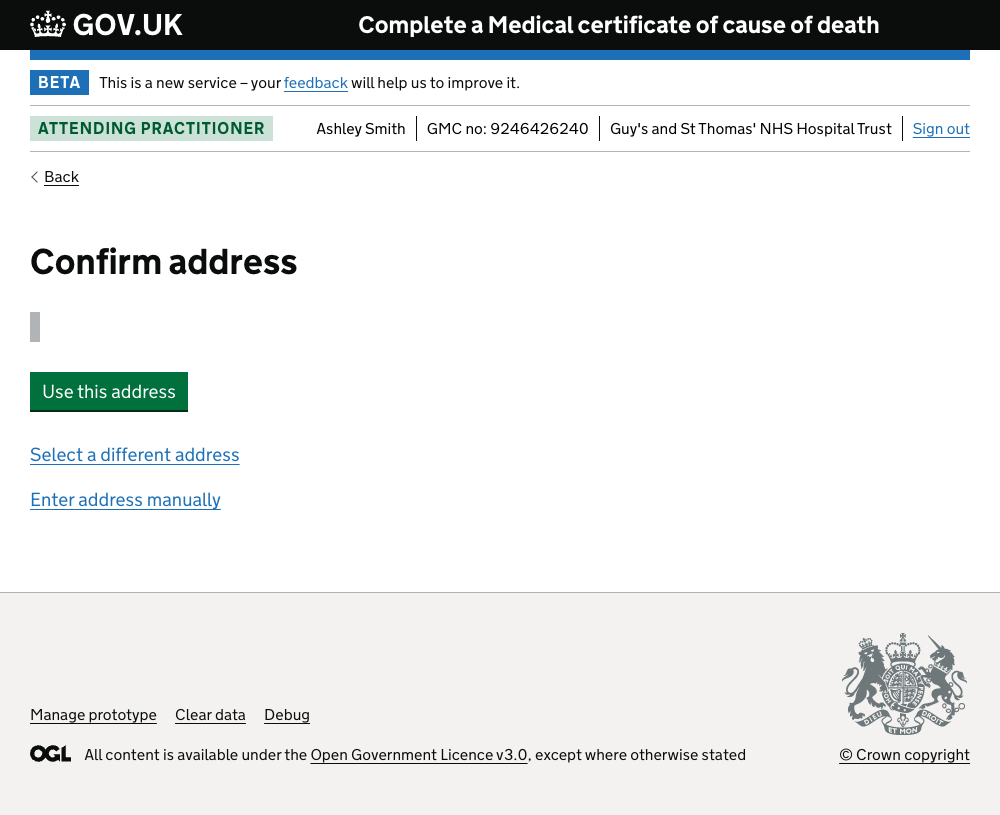 GOV.UK
Complete a Medical certificate of cause of death
BETA This is a new service – your feedback will help us to improve it.
ATTENDING PRACTITIONER Ashley Smith GMC no: 9246426240 Guy's and St Thomas' NHS Hospital Trust Sign out
Back
Confirm address
Use this address
Select a different address
Enter address manually
Manage prototype Clear data Debug
OGL All content is available under the Open Government Licence v3.0, except where otherwise stated
© Crown copyright